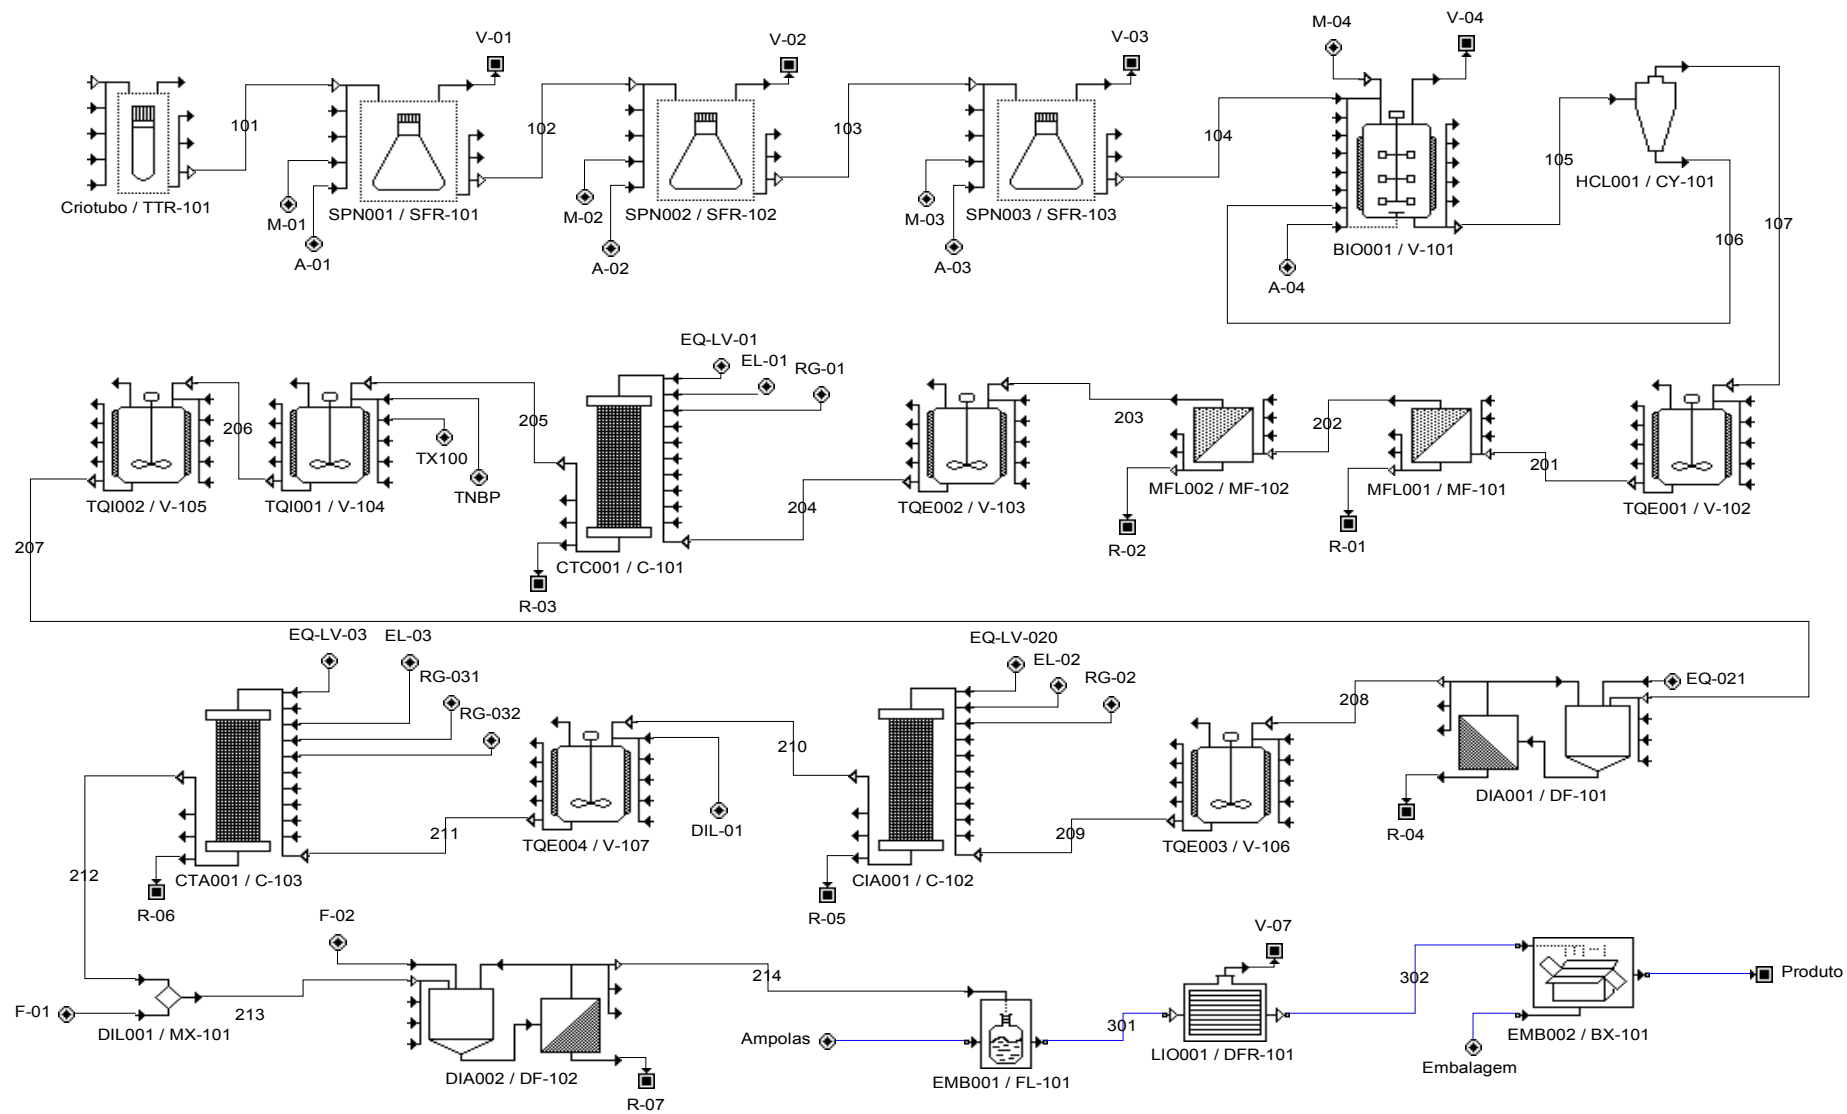 M-04
V-04
V-01
V-02
V-03
101
102
103
104
105
106
107
Criotubo / TTR-101
SPN001 / SFR-101
SPN002 / SFR-102
SPN003 / SFR-103
HCL001 / CY-101
BIO001 / V-101
M-01
M-02
M-03
A-01
A-02
A-03
A-04
EQ-LV-01
EL-01
RG-01
206
205
203
202
201
TX100
TNBP
TQI002 / V-105
TQI001 / V-104
204
TQE002 / V-103
MFL002 / MF-102
MFL001 / MF-101
TQE001 / V-102
207
CTC001 / C-101
R-03
R-02
R-01
EQ-LV-03
EL-03
RG-031
RG-032
EQ-LV-020
EL-02
RG-02
208
EQ-021
210
DIL-01
211
TQE004 / V-107
209
TQE003 / V-106
DIA001 / DF-101
R-04
212
CTA001 / C-103
CIA001 / C-102
R-06
R-05
F-02
V-07
214
302
Produto
F-01
213
DIL001 / MX-101
Ampolas
301
LIO001 / DFR-101
EMB002 / BX-101
DIA002 / DF-102
EMB001 / FL-101
Embalagem
R-07